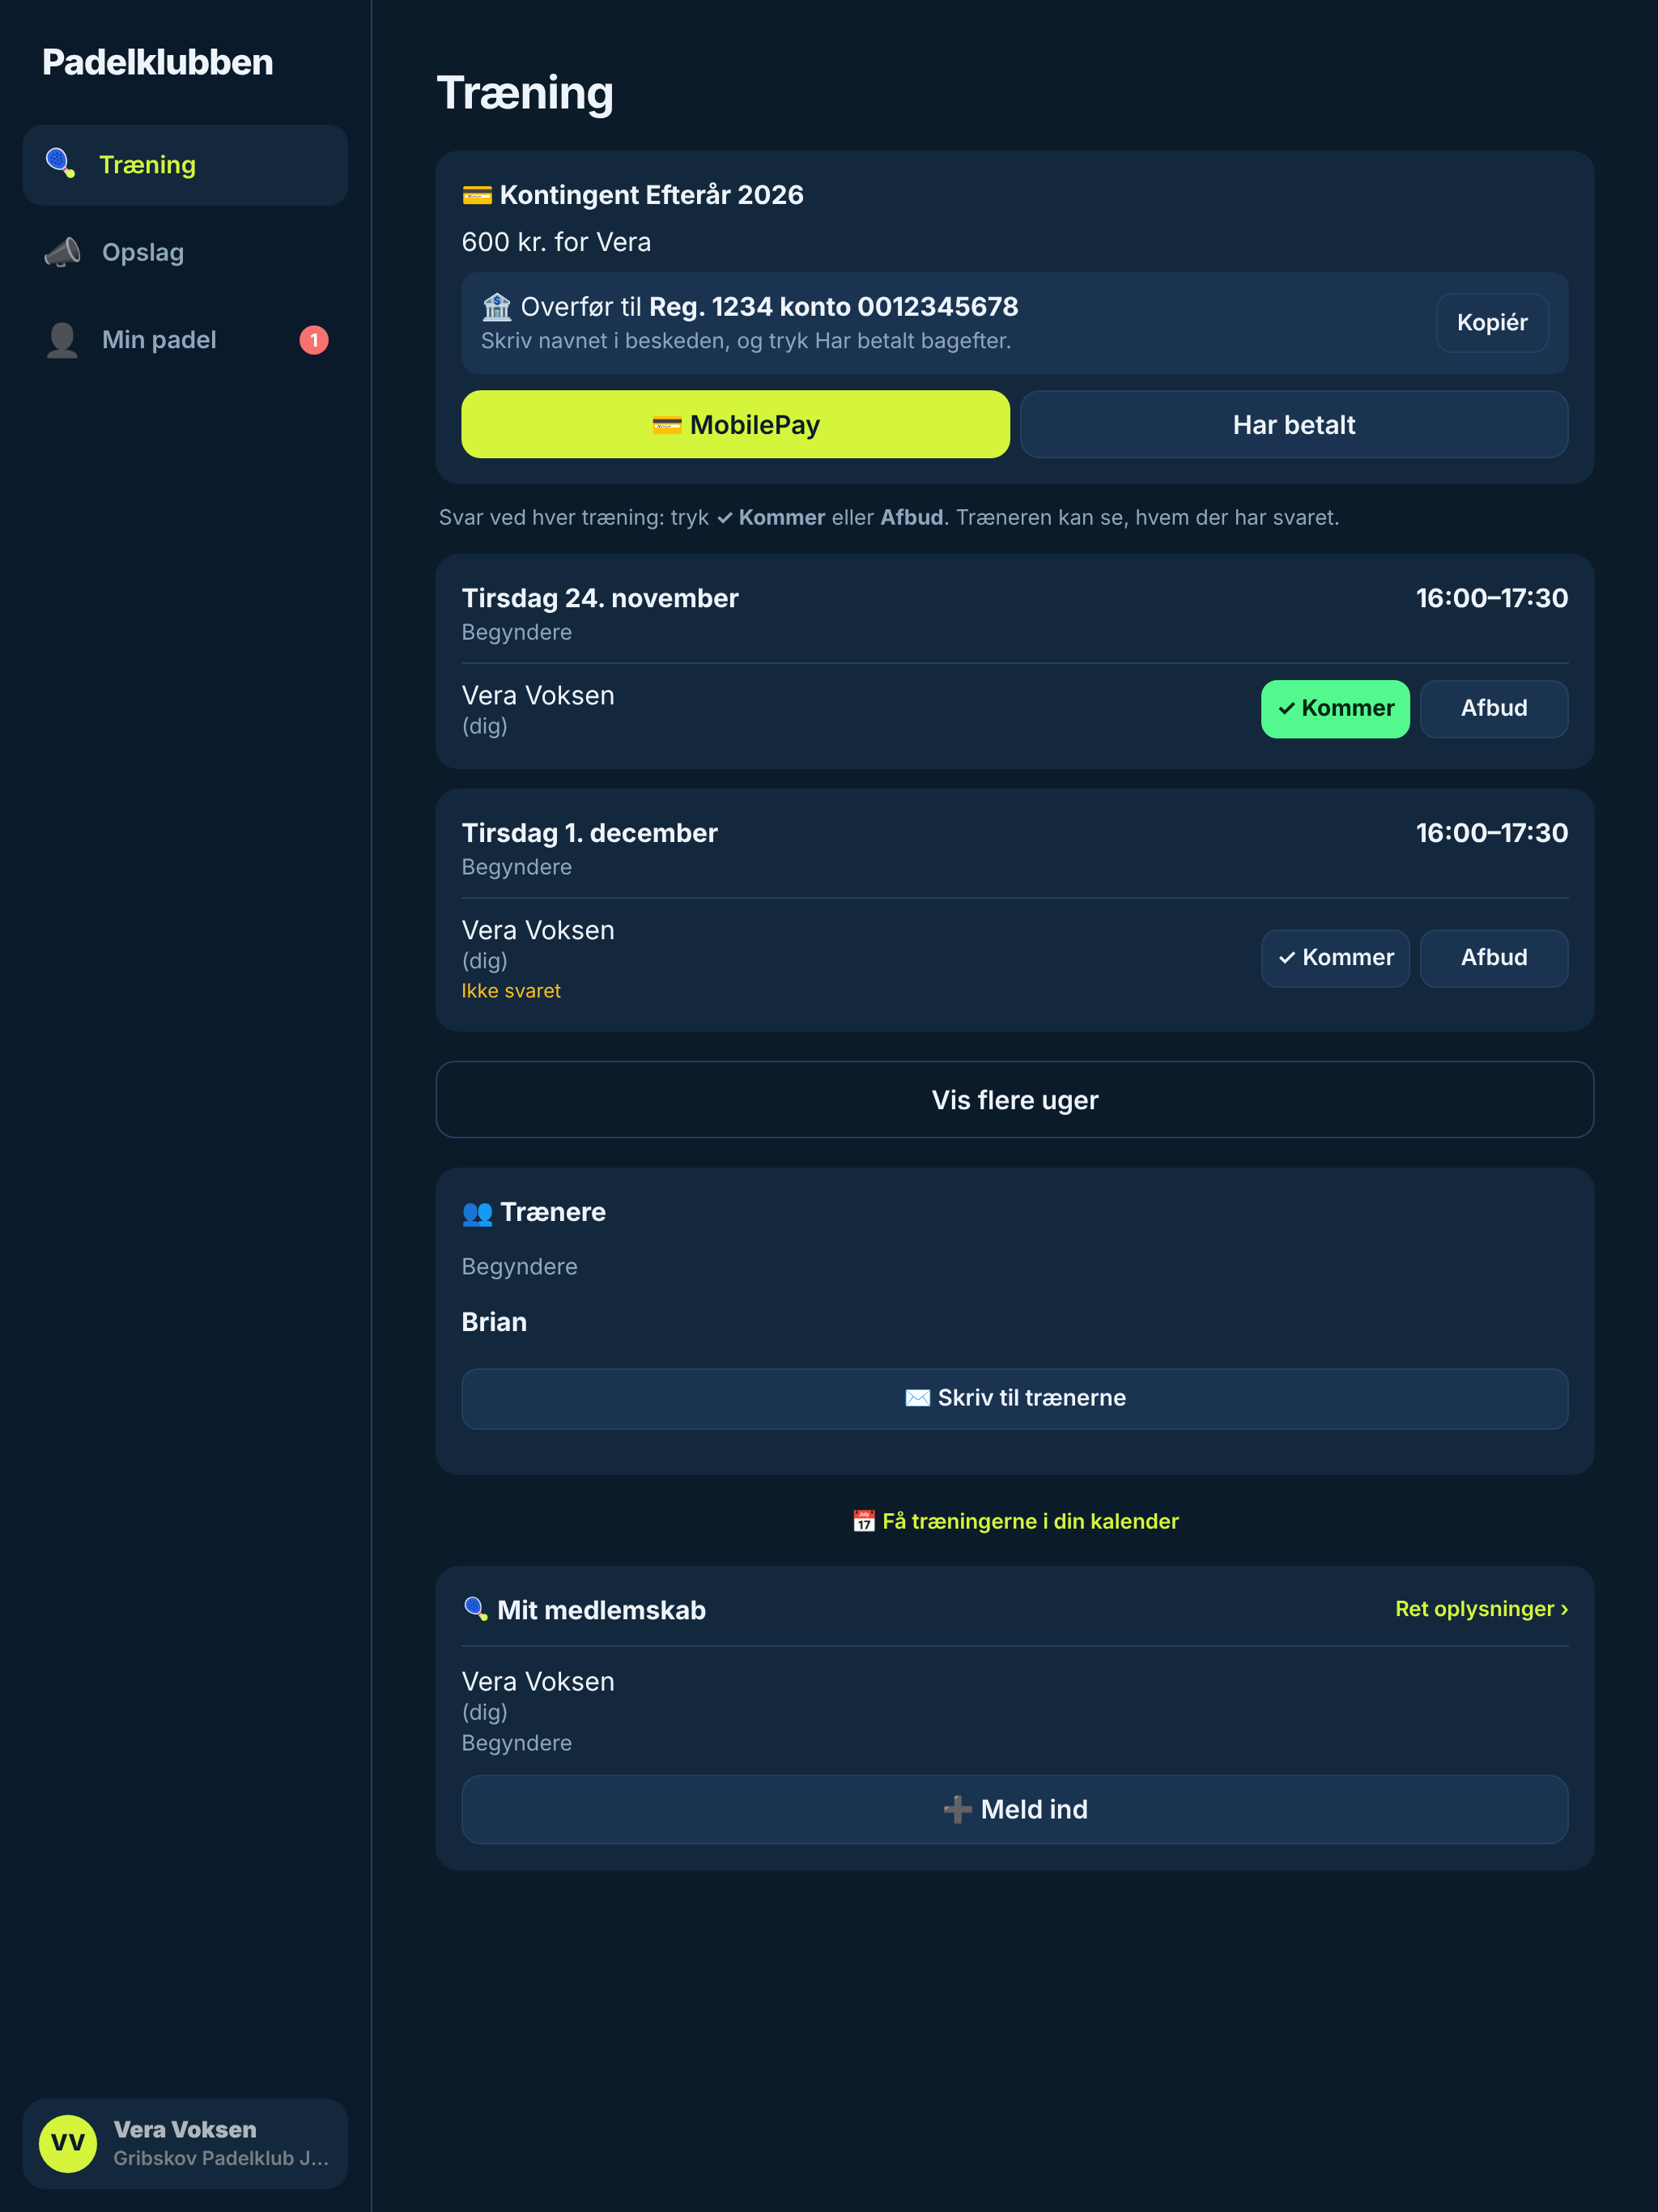 Padelklubben
Træning
Opslag
Min padel
1
Vera Voksen
Gribskov Padelklub J...
VV
Træning
Kontingent Efterår 2026
600 kr. for Vera
Overfør til Reg. 1234 konto 0012345678
Skriv navnet i beskeden, og tryk Har betalt bagefter.
Kopiér
MobilePay
Har betalt
Svar ved hver træning: tryk ✓ Kommer eller Afbud. Træneren kan se, hvem der har svaret.
Tirsdag 24. november
16:00–17:30
Begyndere
Vera Voksen
(dig)
✓ Kommer
Afbud
Tirsdag 1. december
16:00–17:30
Begyndere
Vera Voksen
(dig)
Ikke svaret
✓ Kommer
Afbud
Vis flere uger
Trænere
Begyndere
Brian
Skriv til trænerne
Få træningerne i din kalender
Mit medlemskab
Ret oplysninger ›
Vera Voksen
(dig)
Begyndere
Meld ind